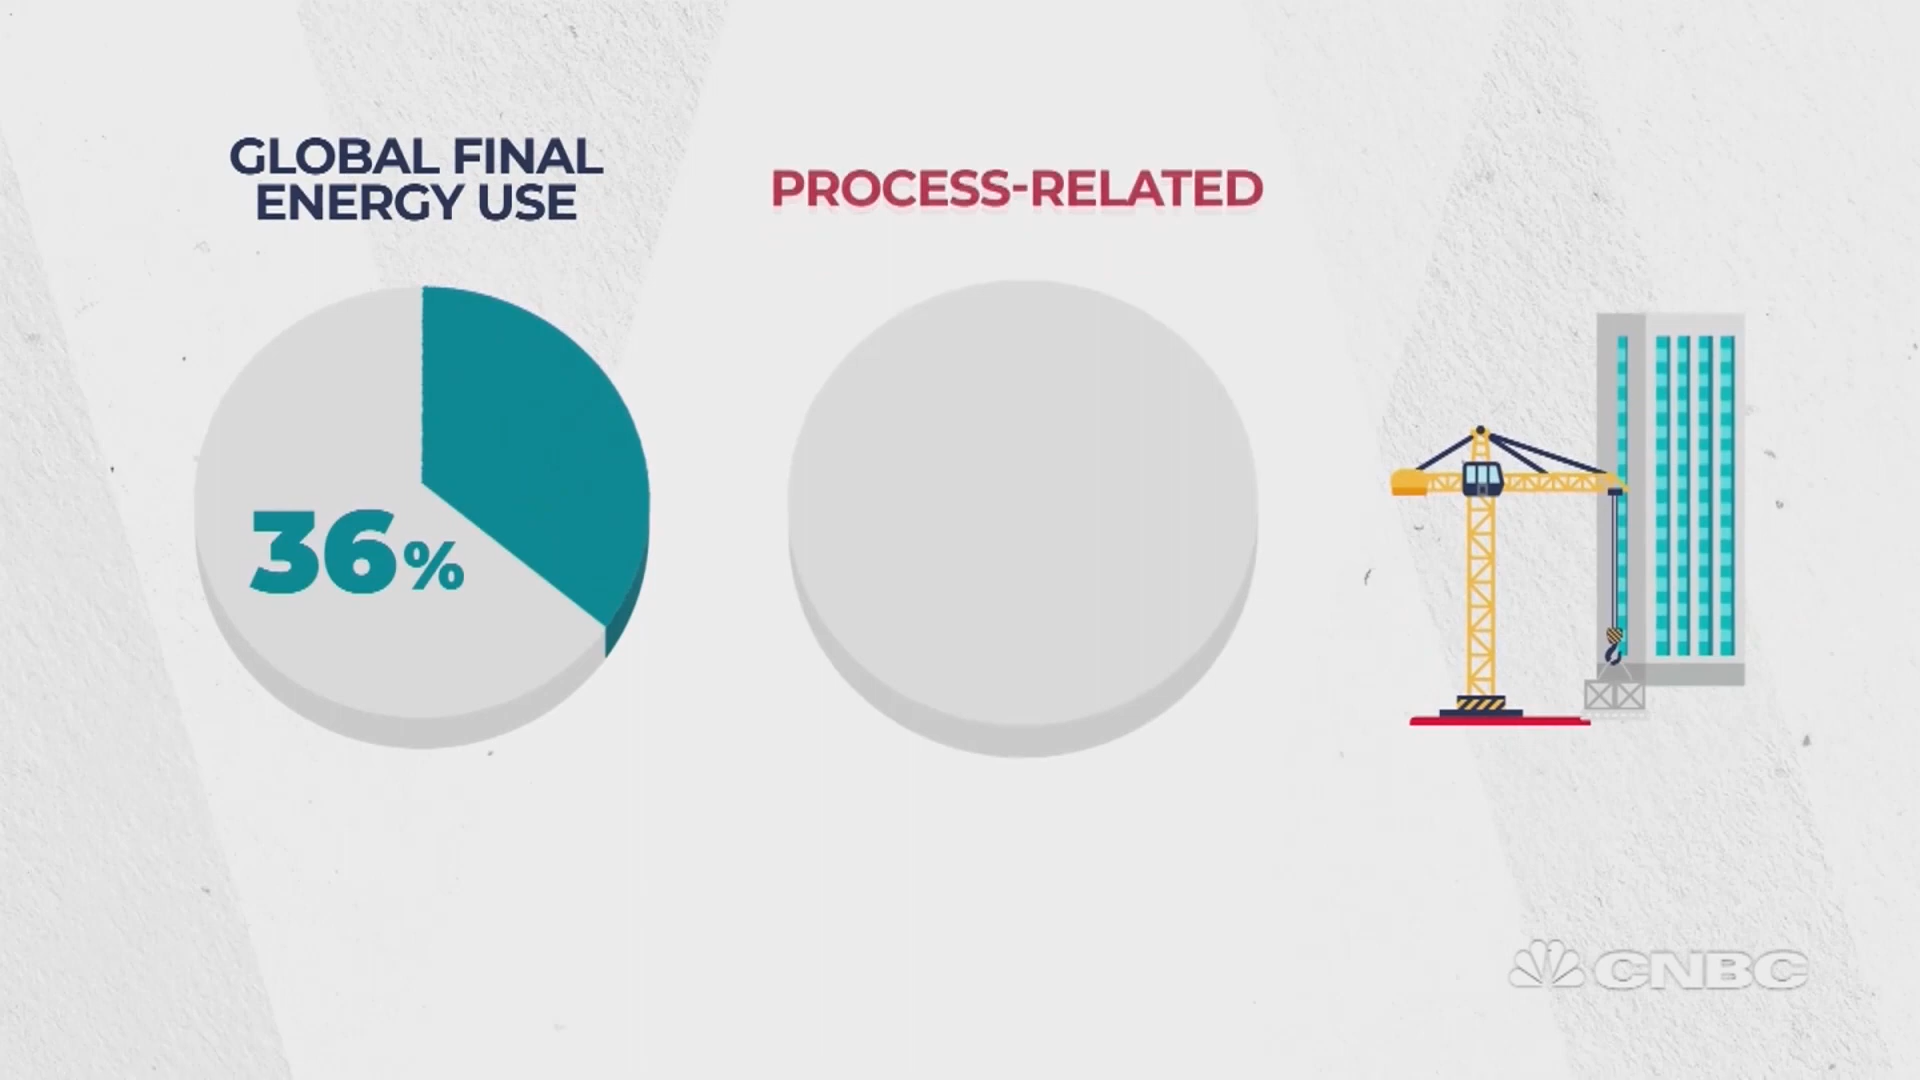 GLOBAL FINAL
ENERGY USE
PROCESS-RELATED
36%
CNBC